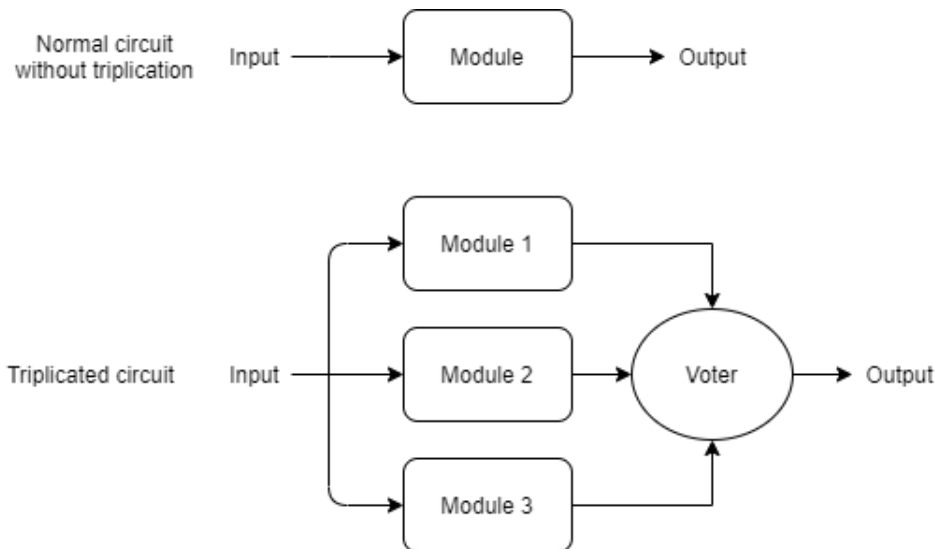 Normal circuit
without triplication
Input
Module
Output
Module 1
Triplicated circuit
Input
Module 2
Voter
Output
Module 3